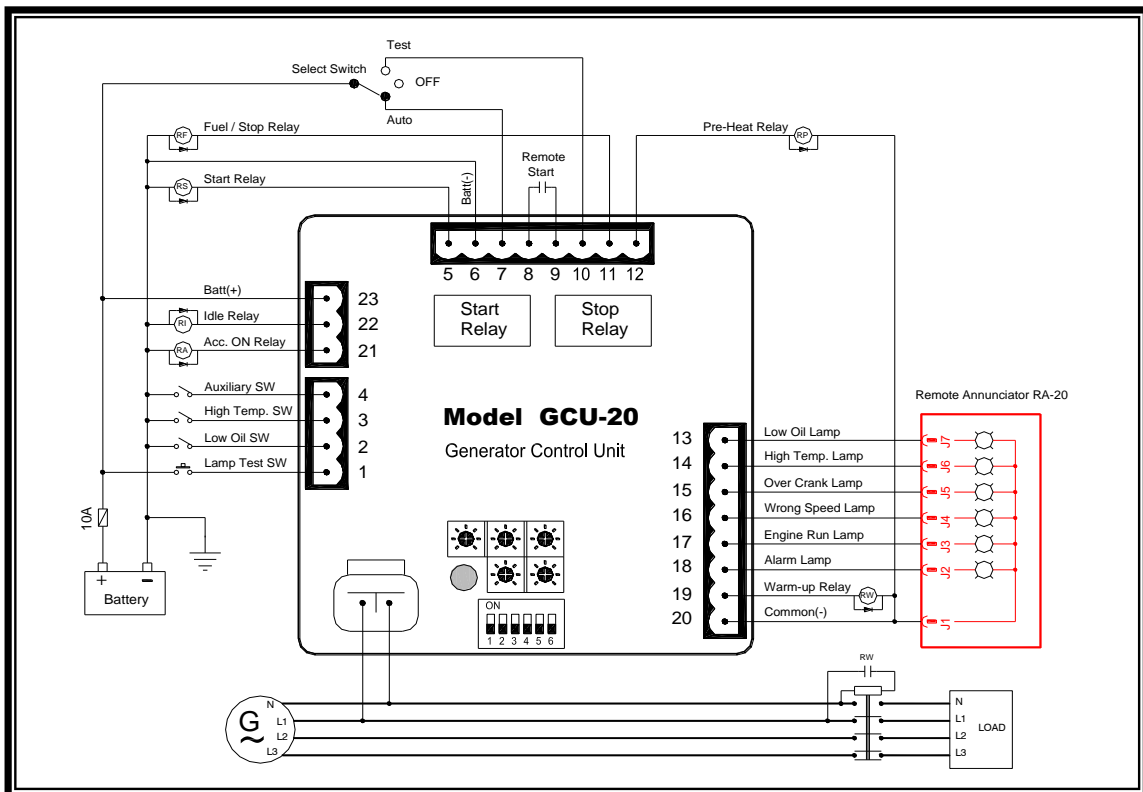 Test
Select Switch
OFF
Auto
RF
Fuel / Stop Relay
Pre-Heat Relay
RP
Remote
Start
RS
Start Relay
Batt(-)
5 6 7 8 9 10 11 12
Start
Relay
Stop
Relay
Batt(+)
23
RI
Idle Relay
22
RA
Acc. ON Relay
21
Auxiliary SW
4
High Temp. SW
3
Low Oil SW
2
Lamp Test SW
1
Model GCU-20
Generator Control Unit
Remote Annunciator RA-20
13
Low Oil Lamp
J7
14
High Temp. Lamp
J6
15
Over Crank Lamp
J5
16
Wrong Speed Lamp
J4
17
Engine Run Lamp
J3
18
Alarm Lamp
J2
19
Warm-up Relay
RW
20
Common(-)
J1
10A
+ −
Battery
ON
1 2 3 4 5 6
RW
G
~
N
L1
L2
L3
N
L1
L2
L3
LOAD